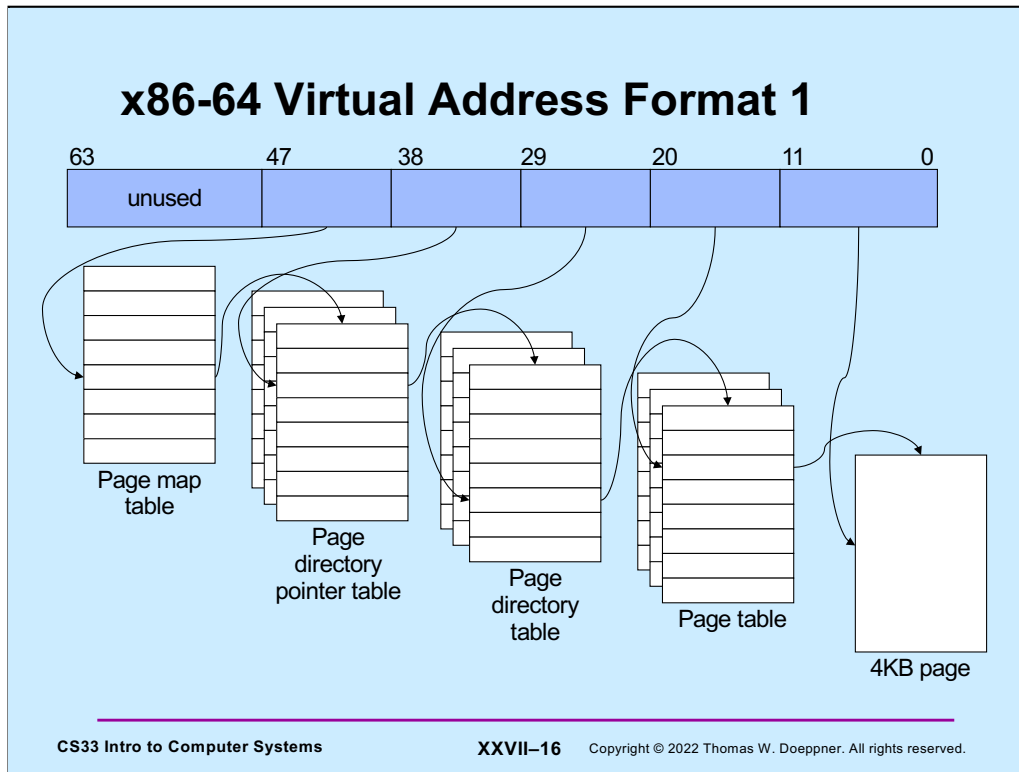 x86-64 Virtual Address Format 1
63 47 38 29 20 11 0
unused
Page map
table
Page
directory
pointer table
Page
directory
table
Page table
4KB page
CS33 Intro to Computer Systems XXVII–16 Copyright © 2022 Thomas W. Doeppner. All rights reserved.